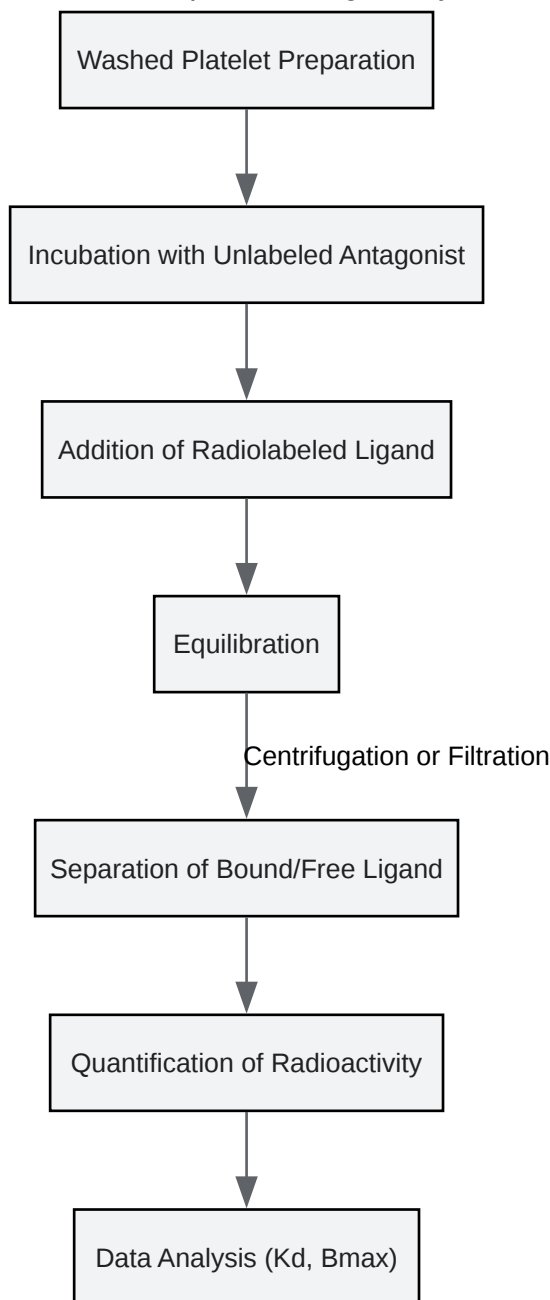 Washed Platelet Preparation
Incubation with Unlabeled Antagonist
Addition of Radiolabeled Ligand
Equilibration
Centrifugation or Filtration
Separation of Bound/Free Ligand
Quantification of Radioactivity
Data Analysis (Kd, Bmax)